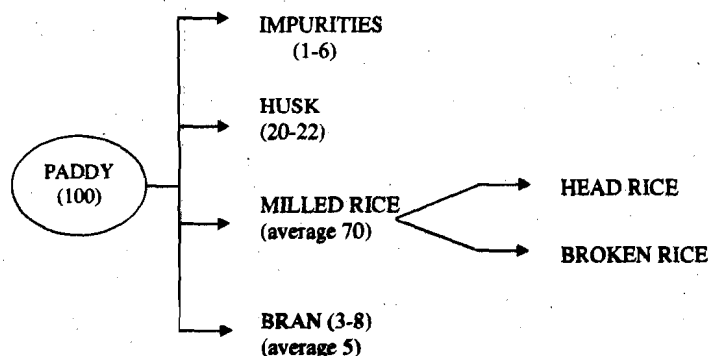 IMPURITIES
(1-6)
HUSK
(20-22)
PADDY
(100)
MILLED RICE
(average 70)
HEAD RICE
BROKEN RICE
BRAN (3-8)
(average 5)